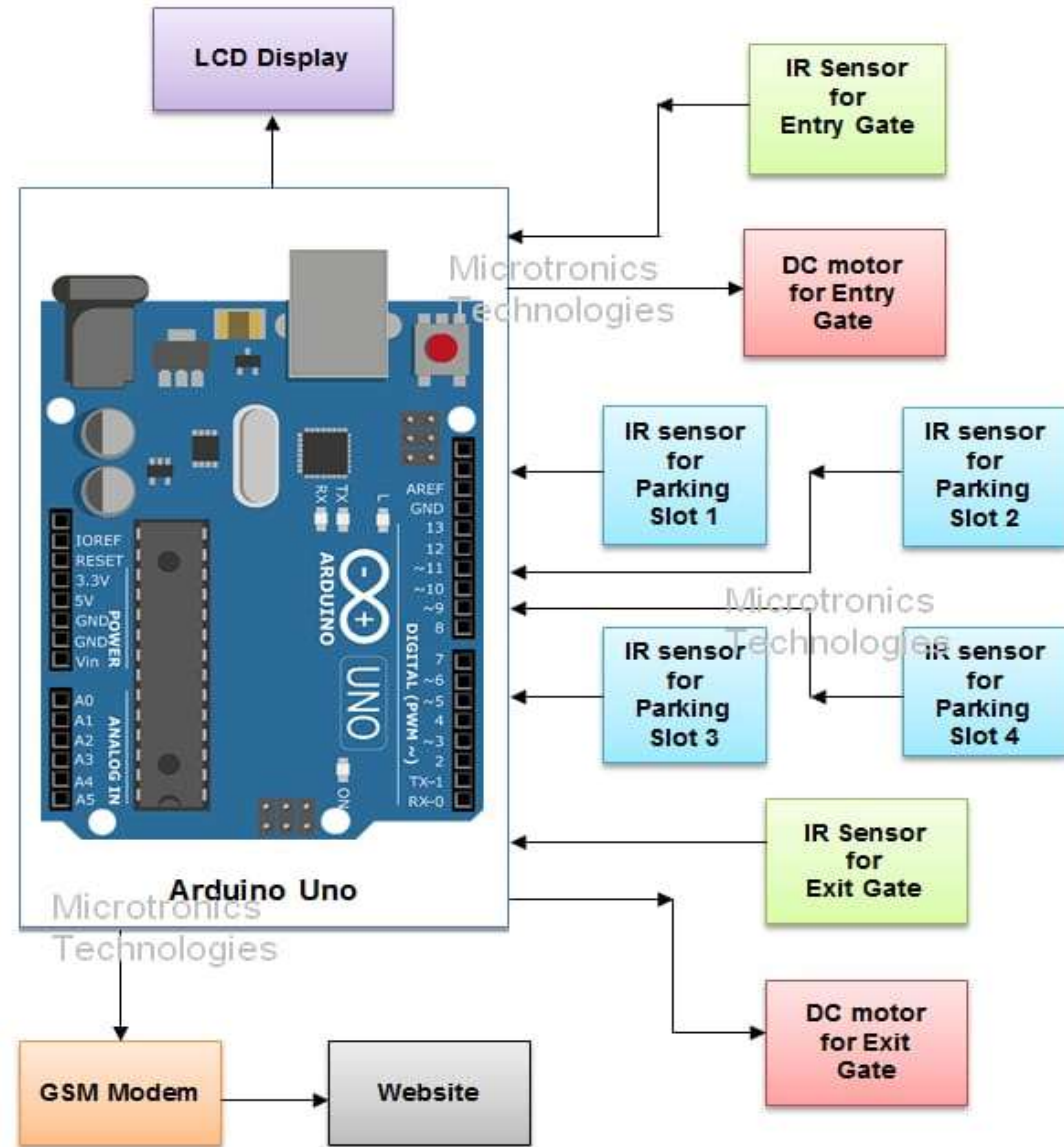 LCD Display
IR Sensor
for
Entry Gate
Microtronics
Technologies
DC motor
for Entry
Gate
IR sensor
for
Parking
Slot 1
IR sensor
for
Parking
Slot 2
AREF
GND
13
12
~11
~10
~9
8
7
~6
~5
4
~3
2
TX→1
RX←0
RX
TX
L
ARDUINO
UNO
DIGITAL (PWM ~)
ON
IOREF
RESET
3.3V
5V
GND
GND
Vin
POWER
A0
A1
A2
A3
A4
A5
ANALOG IN
Microtronics
Technologies
IR sensor
for
Parking
Slot 3
IR sensor
for
Parking
Slot 4
IR Sensor
for
Exit Gate
Arduino Uno
Microtronics
Technologies
DC motor
for Exit
Gate
GSM Modem
Website